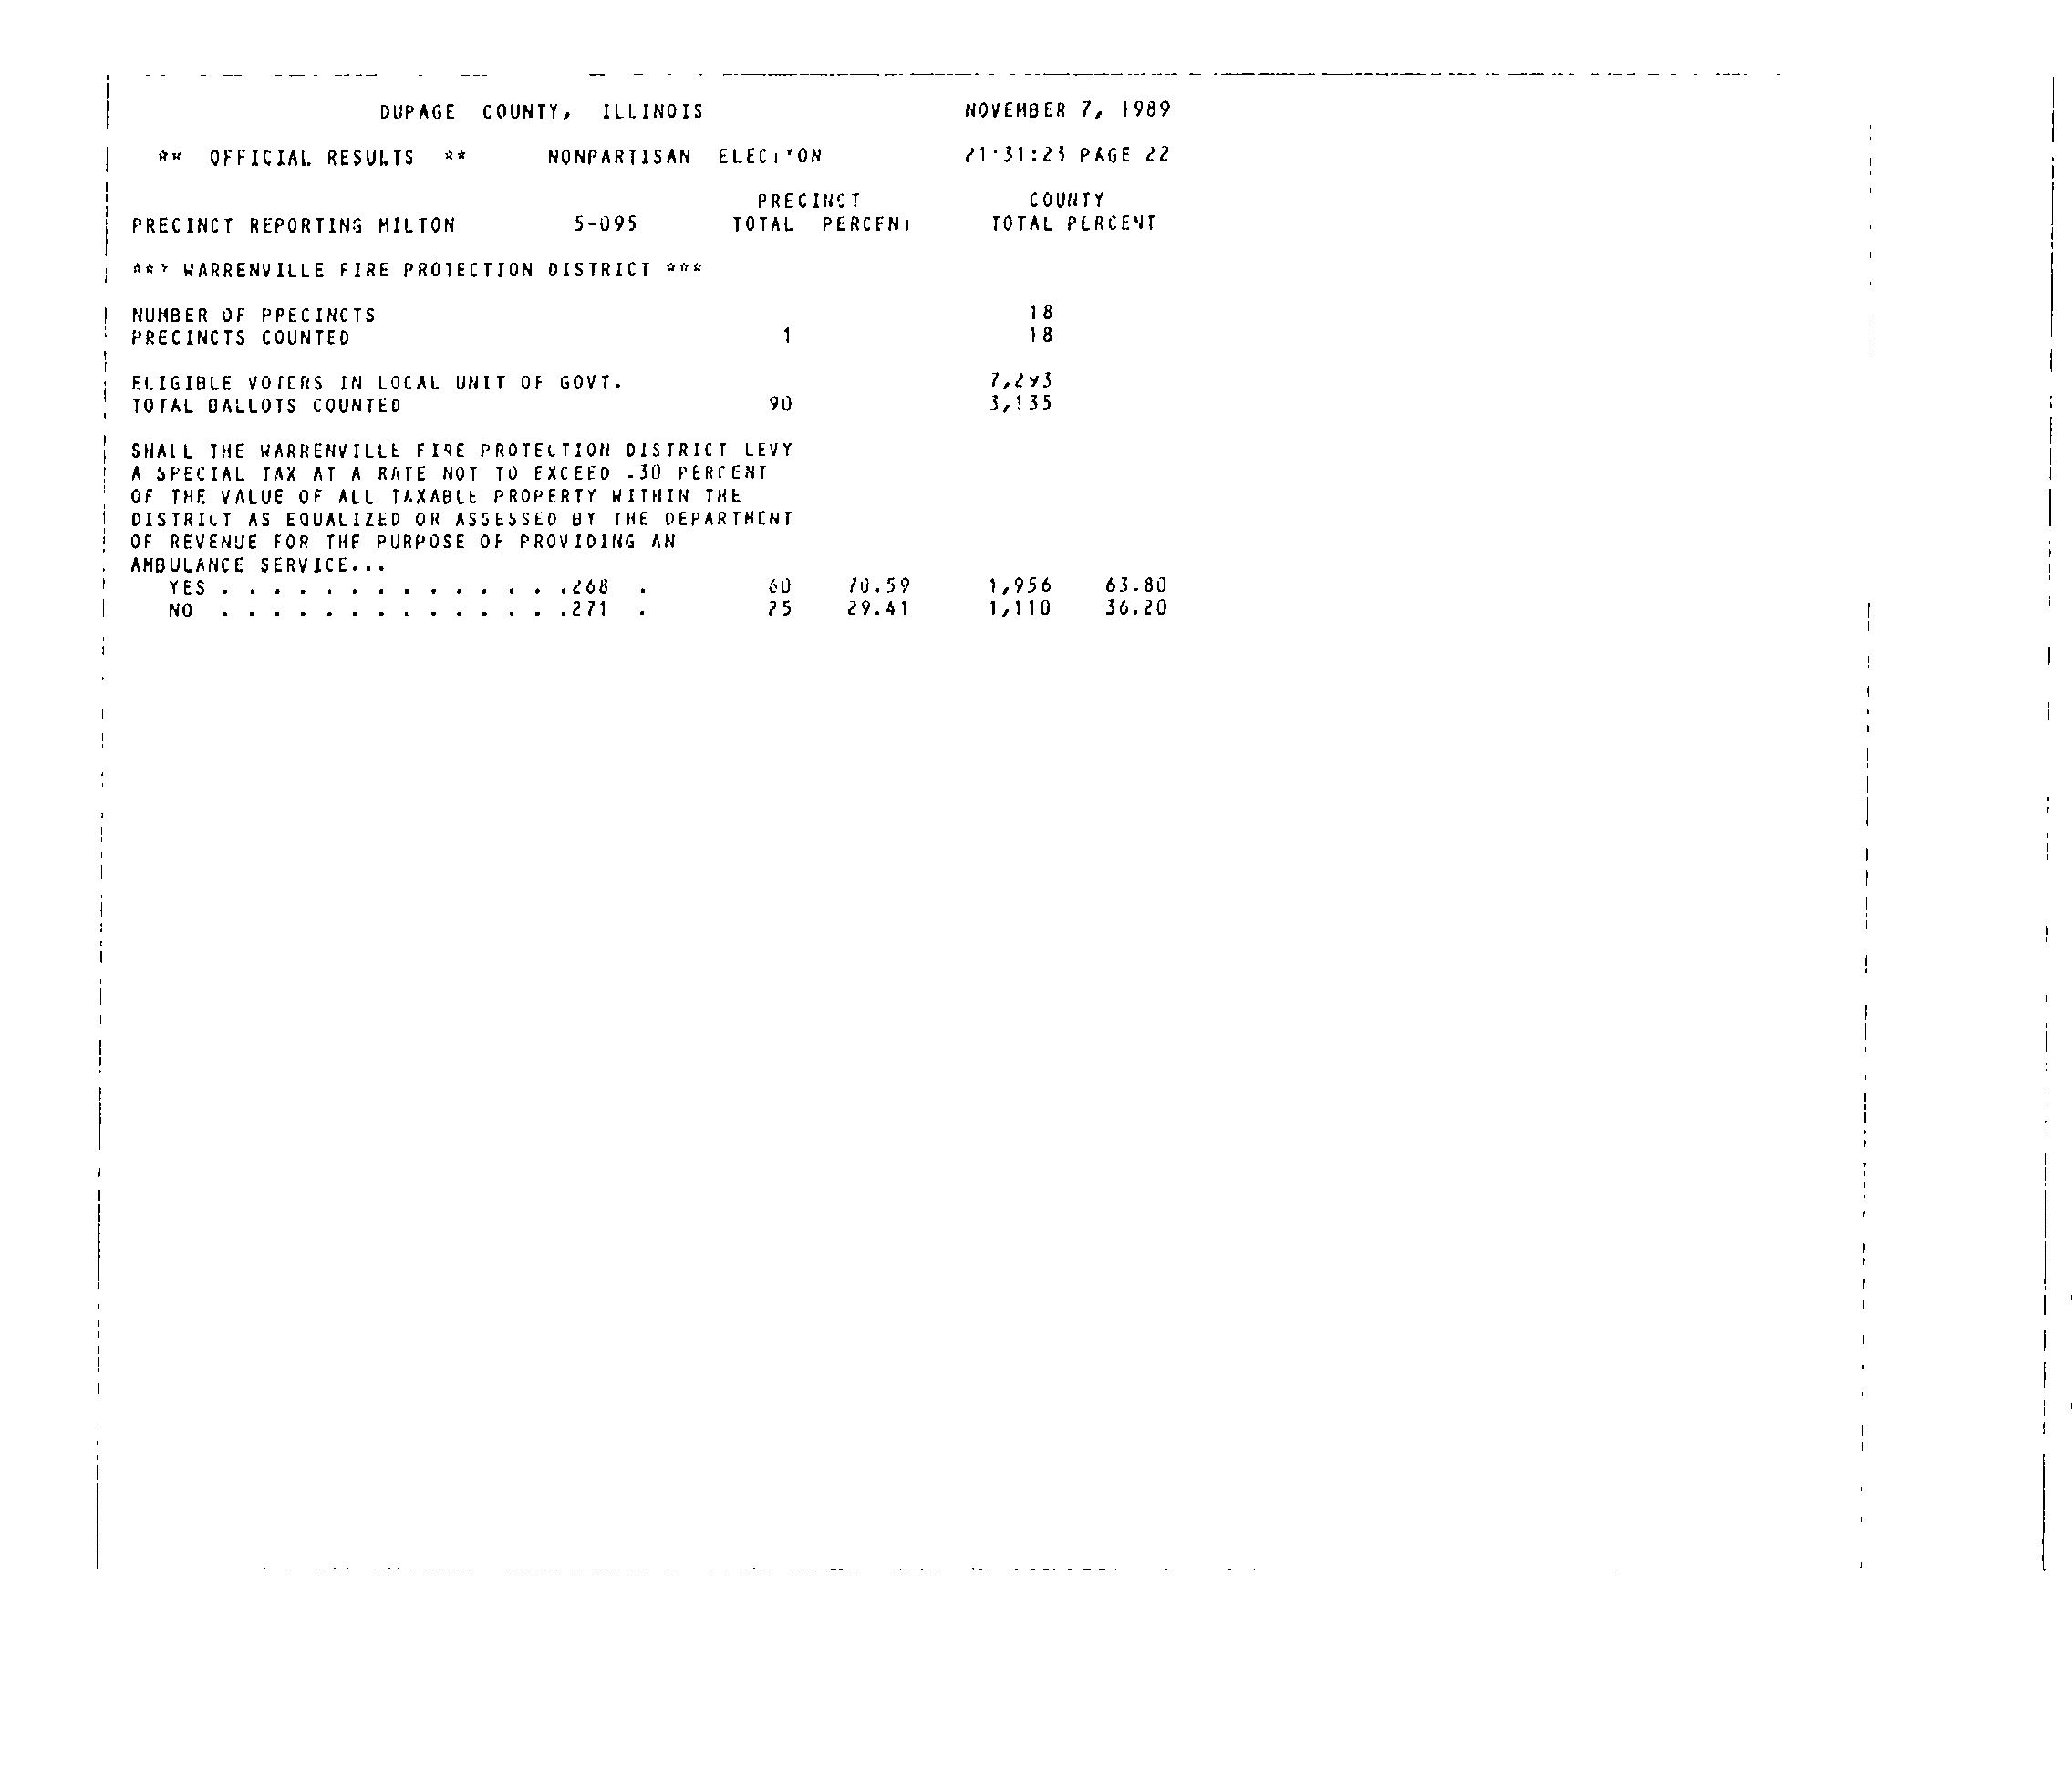 DUPAGE COUNTY, ILLINOIS NOVEMBER 7, 1989
** OFFICIAL RESULTS ** NONPARTISAN ELECTION 21:31:23 PAGE 22
PRECINCT COUNTY
PRECINCT REPORTING MILTON 5-095 TOTAL PERCENT TOTAL PERCENT
*** WARRENVILLE FIRE PROTECTION DISTRICT ***
NUMBER OF PRECINCTS 18
PRECINCTS COUNTED 1 18
ELIGIBLE VOTERS IN LOCAL UNIT OF GOVT. 7,293
TOTAL BALLOTS COUNTED 90 3,135
SHALL THE WARRENVILLE FIRE PROTECTION DISTRICT LEVY
A SPECIAL TAX AT A RATE NOT TO EXCEED .30 PERCENT
OF THE VALUE OF ALL TAXABLE PROPERTY WITHIN THE
DISTRICT AS EQUALIZED OR ASSESSED BY THE DEPARTMENT
OF REVENUE FOR THE PURPOSE OF PROVIDING AN
AMBULANCE SERVICE...
YES . . . . . . . . . . . . . .268 . 60 70.59 1,956 63.80
NO . . . . . . . . . . . . . .271 . 25 29.41 1,110 36.20